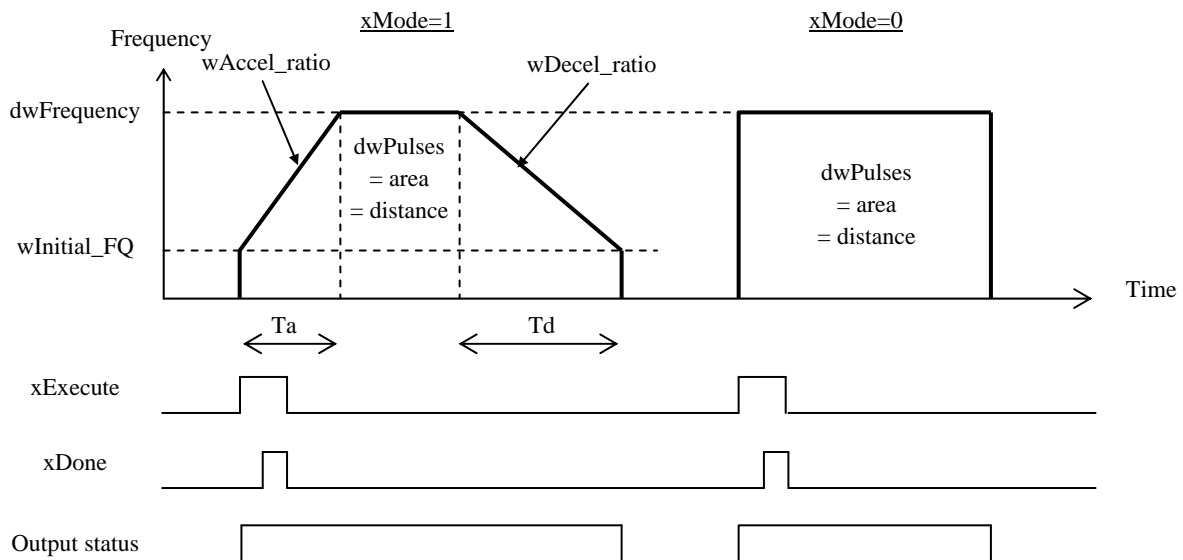 xMode=1
xMode=0
Frequency
wAccel_ratio
wDecel_ratio
dwFrequency
dwPulses
= area
= distance
dwPulses
= area
= distance
wInitial_FQ
Time
Ta
Td
xExecute
xDone
Output status